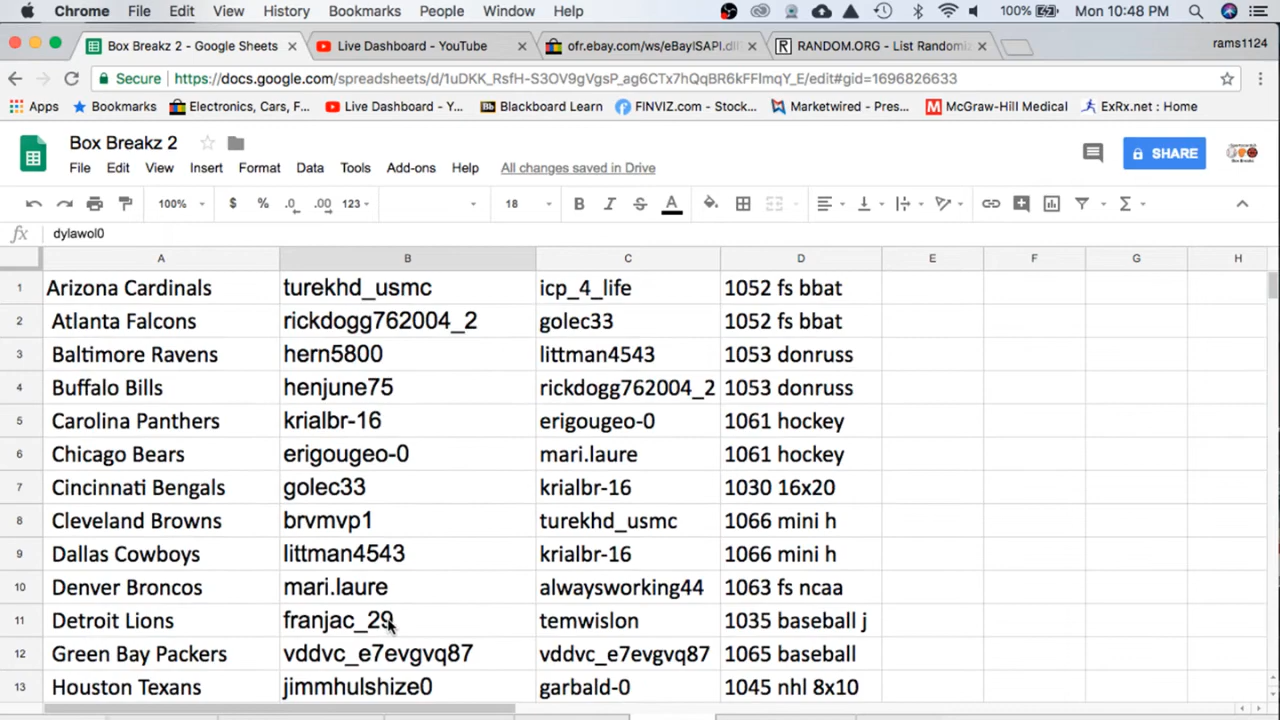 Chrome File Edit View History Bookmarks People Window Help 100% Mon 10:48 PM
Box Breakz 2 - Google Sheets Live Dashboard - YouTube ofr.ebay.com/ws/eBayISAPI.dll RANDOM.ORG - List Randomiz rams1124
Secure https://docs.google.com/spreadsheets/d/1uDKK_RsfH-S3OV9gVgsP_ag6CTx7hQqBR6kFFImqY_E/edit#gid=1696826633
Apps Bookmarks Electronics, Cars, F... Live Dashboard - Y... Bb Blackboard Learn FINVIZ.com - Stock... Marketwired - Pres... McGraw-Hill Medical ExRx.net : Home
Box Breakz 2
File Edit View Insert Format Data Tools Add-ons Help All changes saved in Drive SHARE
100% $ % .0 .00 123 18 B I S A Σ
fx dylawol0
A B C D E F G H
1 Arizona Cardinals turekhd_usmc icp_4_life 1052 fs bbat
2 Atlanta Falcons rickdogg762004_2 golec33 1052 fs bbat
3 Baltimore Ravens hern5800 littman4543 1053 donruss
4 Buffalo Bills henjune75 rickdogg762004_2 1053 donruss
5 Carolina Panthers krialbr-16 erigougeo-0 1061 hockey
6 Chicago Bears erigougeo-0 mari.laure 1061 hockey
7 Cincinnati Bengals golec33 krialbr-16 1030 16x20
8 Cleveland Browns brvmvp1 turekhd_usmc 1066 mini h
9 Dallas Cowboys littman4543 krialbr-16 1066 mini h
10 Denver Broncos mari.laure alwaysworking44 1063 fs ncaa
11 Detroit Lions franjac_29 temwislon 1035 baseball j
12 Green Bay Packers vddvc_e7evgvq87 vddvc_e7evgvq87 1065 baseball
13 Houston Texans jimmhulshize0 garbald-0 1045 nhl 8x10